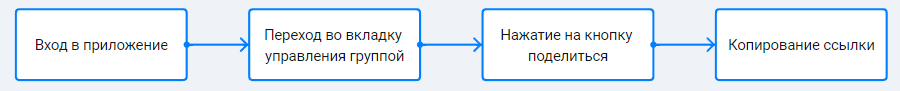 Вход в приложение
Переход во вкладку
управления группой
Нажатие на кнопку
поделиться
Копирование ссылки